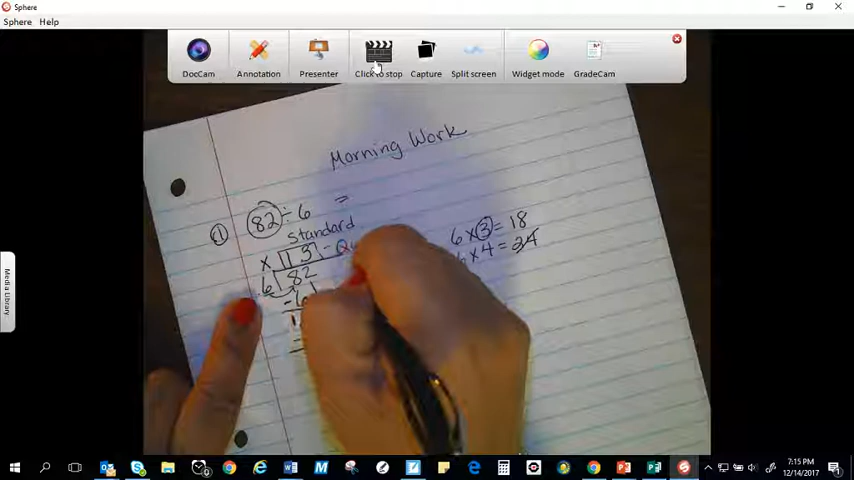 Sphere
Sphere Help
DocCam Annotation Presenter Click to stop Capture Split screen Widget mode GradeCam
Morning Work
① 82 ÷ 6 =
standard
x 13 -
6 82
- 6
1
-
6 x 3 = 18
x 4 = 24
Media Library
7:15 PM
12/14/2017